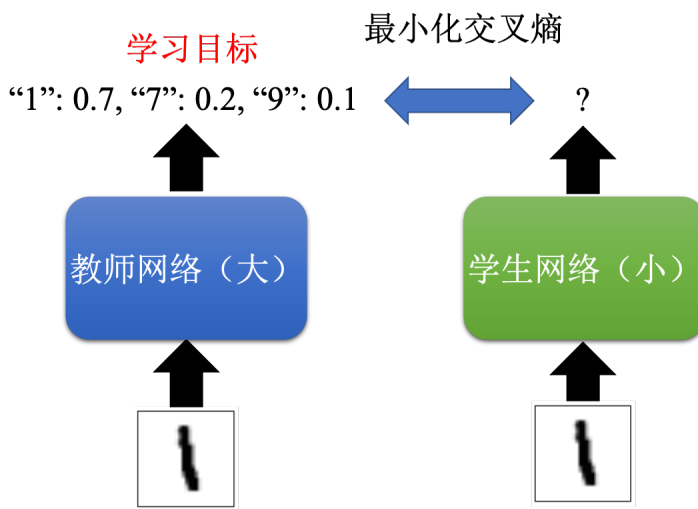 学习目标
最小化交叉熵
“1”: 0.7, “7”: 0.2, “9”: 0.1
?
教师网络（大）
学生网络（小）